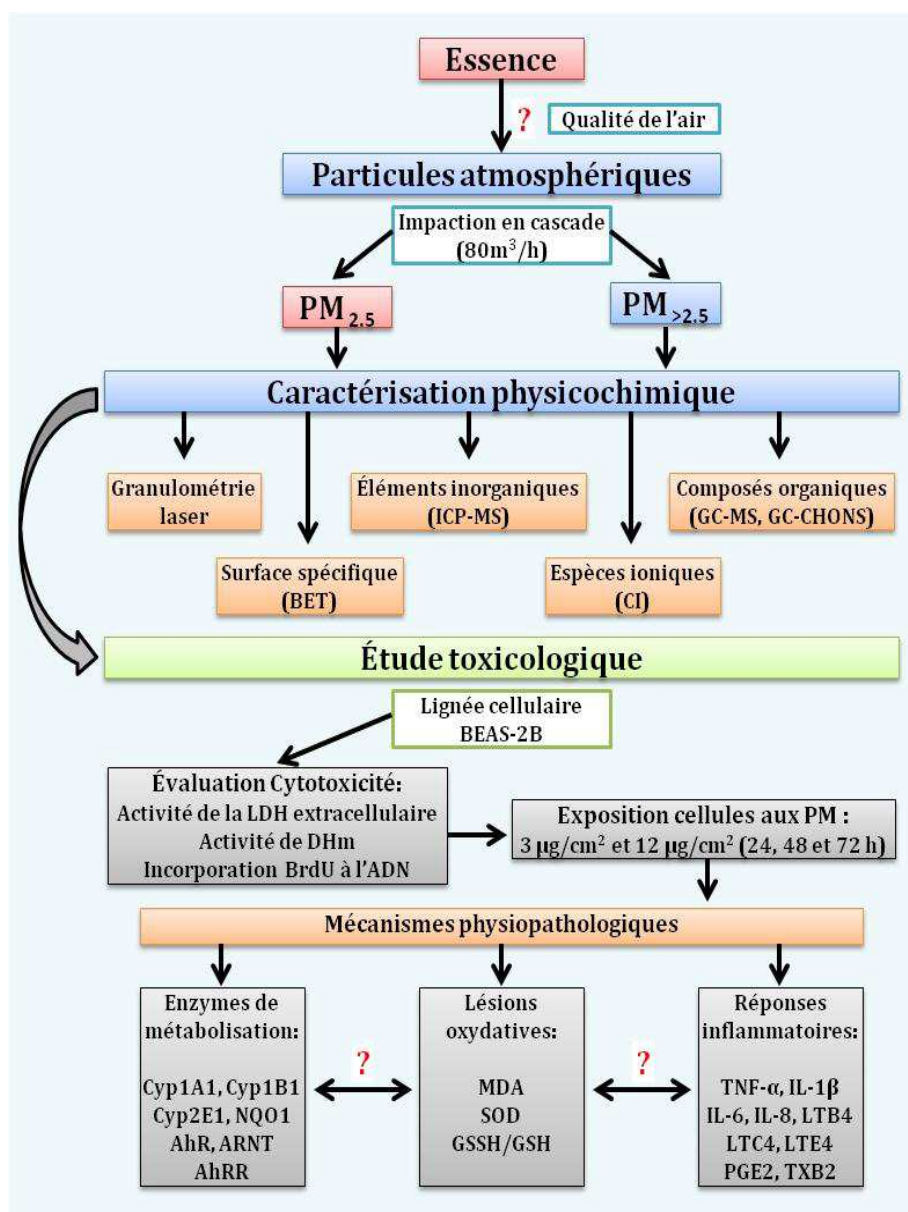 Essence
?
Qualité de l'air
Particules atmosphériques
Impaction en cascade
(80m³/h)
PM 2.5
PM >2.5
Caractérisation physicochimique
Granulométrie
laser
Éléments inorganiques
(ICP-MS)
Composés organiques
(GC-MS, GC-CHONS)
Surface spécifique
(BET)
Espèces ioniques
(CI)
Étude toxicologique
Lignée cellulaire
BEAS-2B
Évaluation Cytotoxicité:
Activité de la LDH extracellulaire
Activité de DHm
Incorporation BrdU à l'ADN
Exposition cellules aux PM :
3 µg/cm² et 12 µg/cm² (24, 48 et 72 h)
Mécanismes physiopathologiques
Enzymes de
métabolisation:
Cyp1A1, Cyp1B1
Cyp2E1, NQO1
AhR, ARNT
AhRR
?
Lésions
oxydatives:
MDA
SOD
GSSH/GSH
?
Réponses
inflammatoires:
TNF-α, IL-1β
IL-6, IL-8, LTB4
LTC4, LTE4
PGE2, TXB2